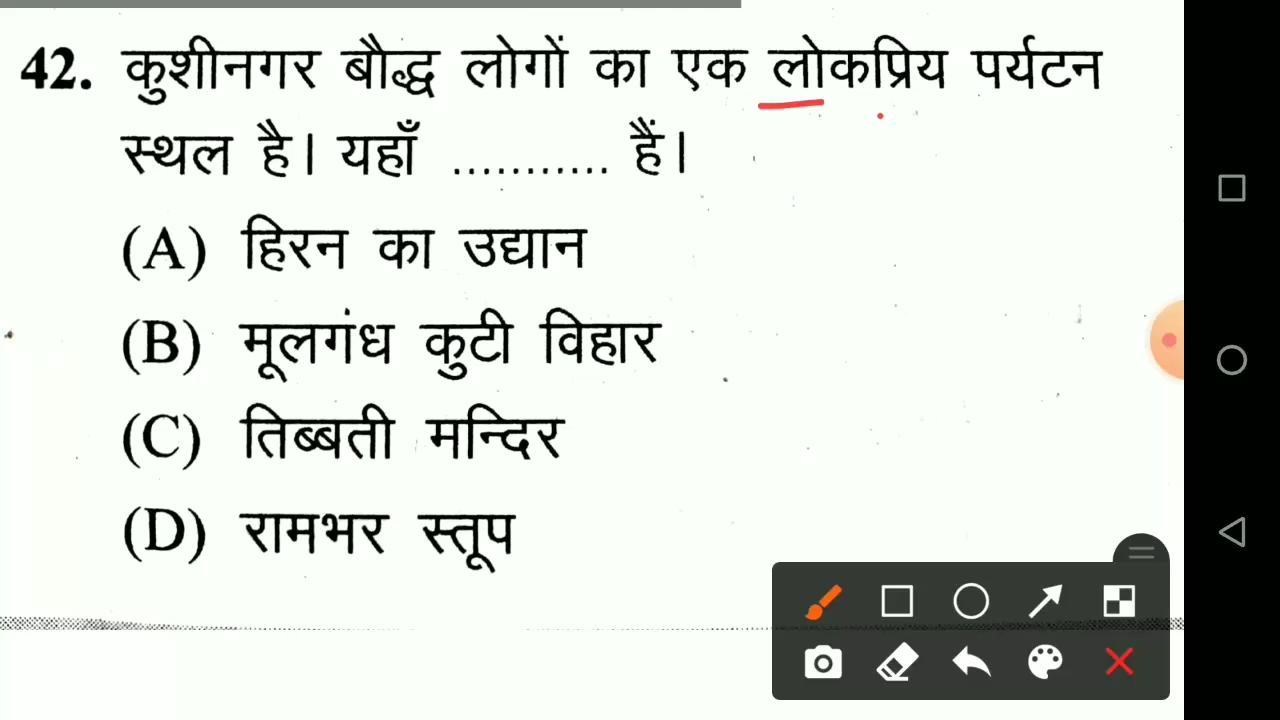 42. कुशीनगर बौद्ध लोगों का एक लोकप्रिय पर्यटन
स्थल है। यहाँ ........... हैं।
(A) हिरन का उद्यान
(B) मूलगंध कुटी विहार
(C) तिब्बती मन्दिर
(D) रामभर स्तूप